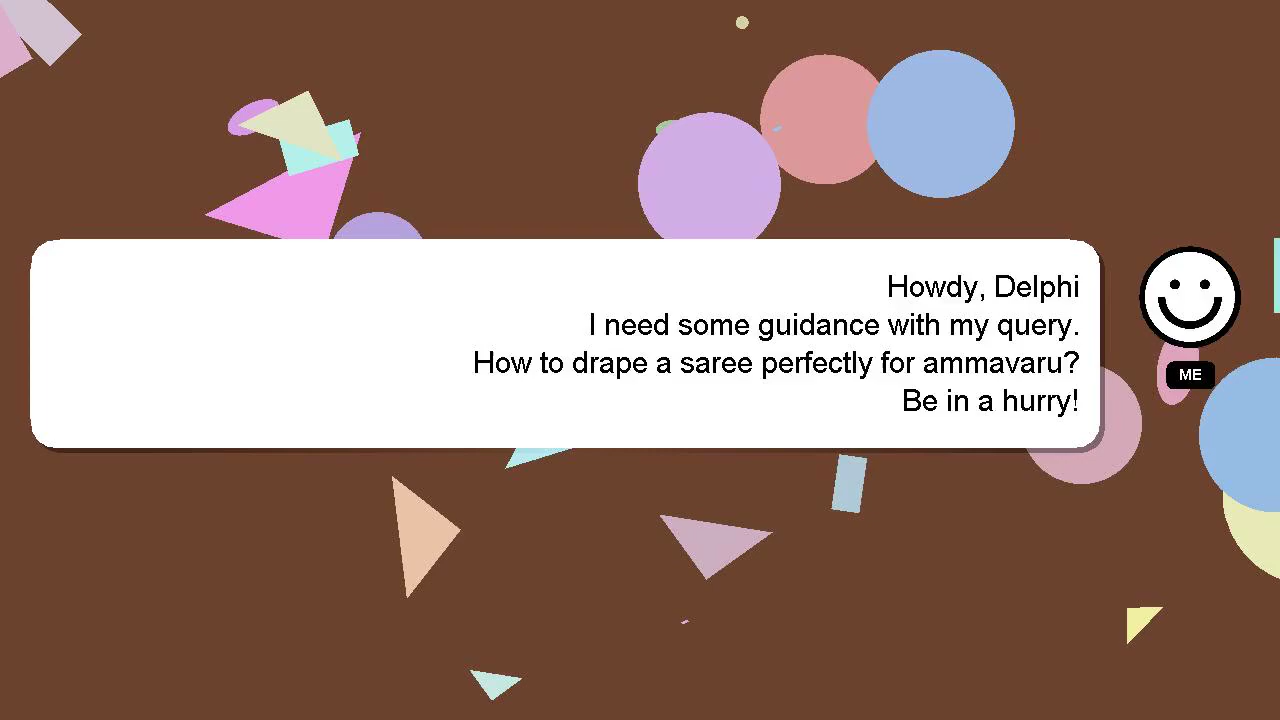 Howdy, Delphi
I need some guidance with my query.
How to drape a saree perfectly for ammavaru?
Be in a hurry!
ME